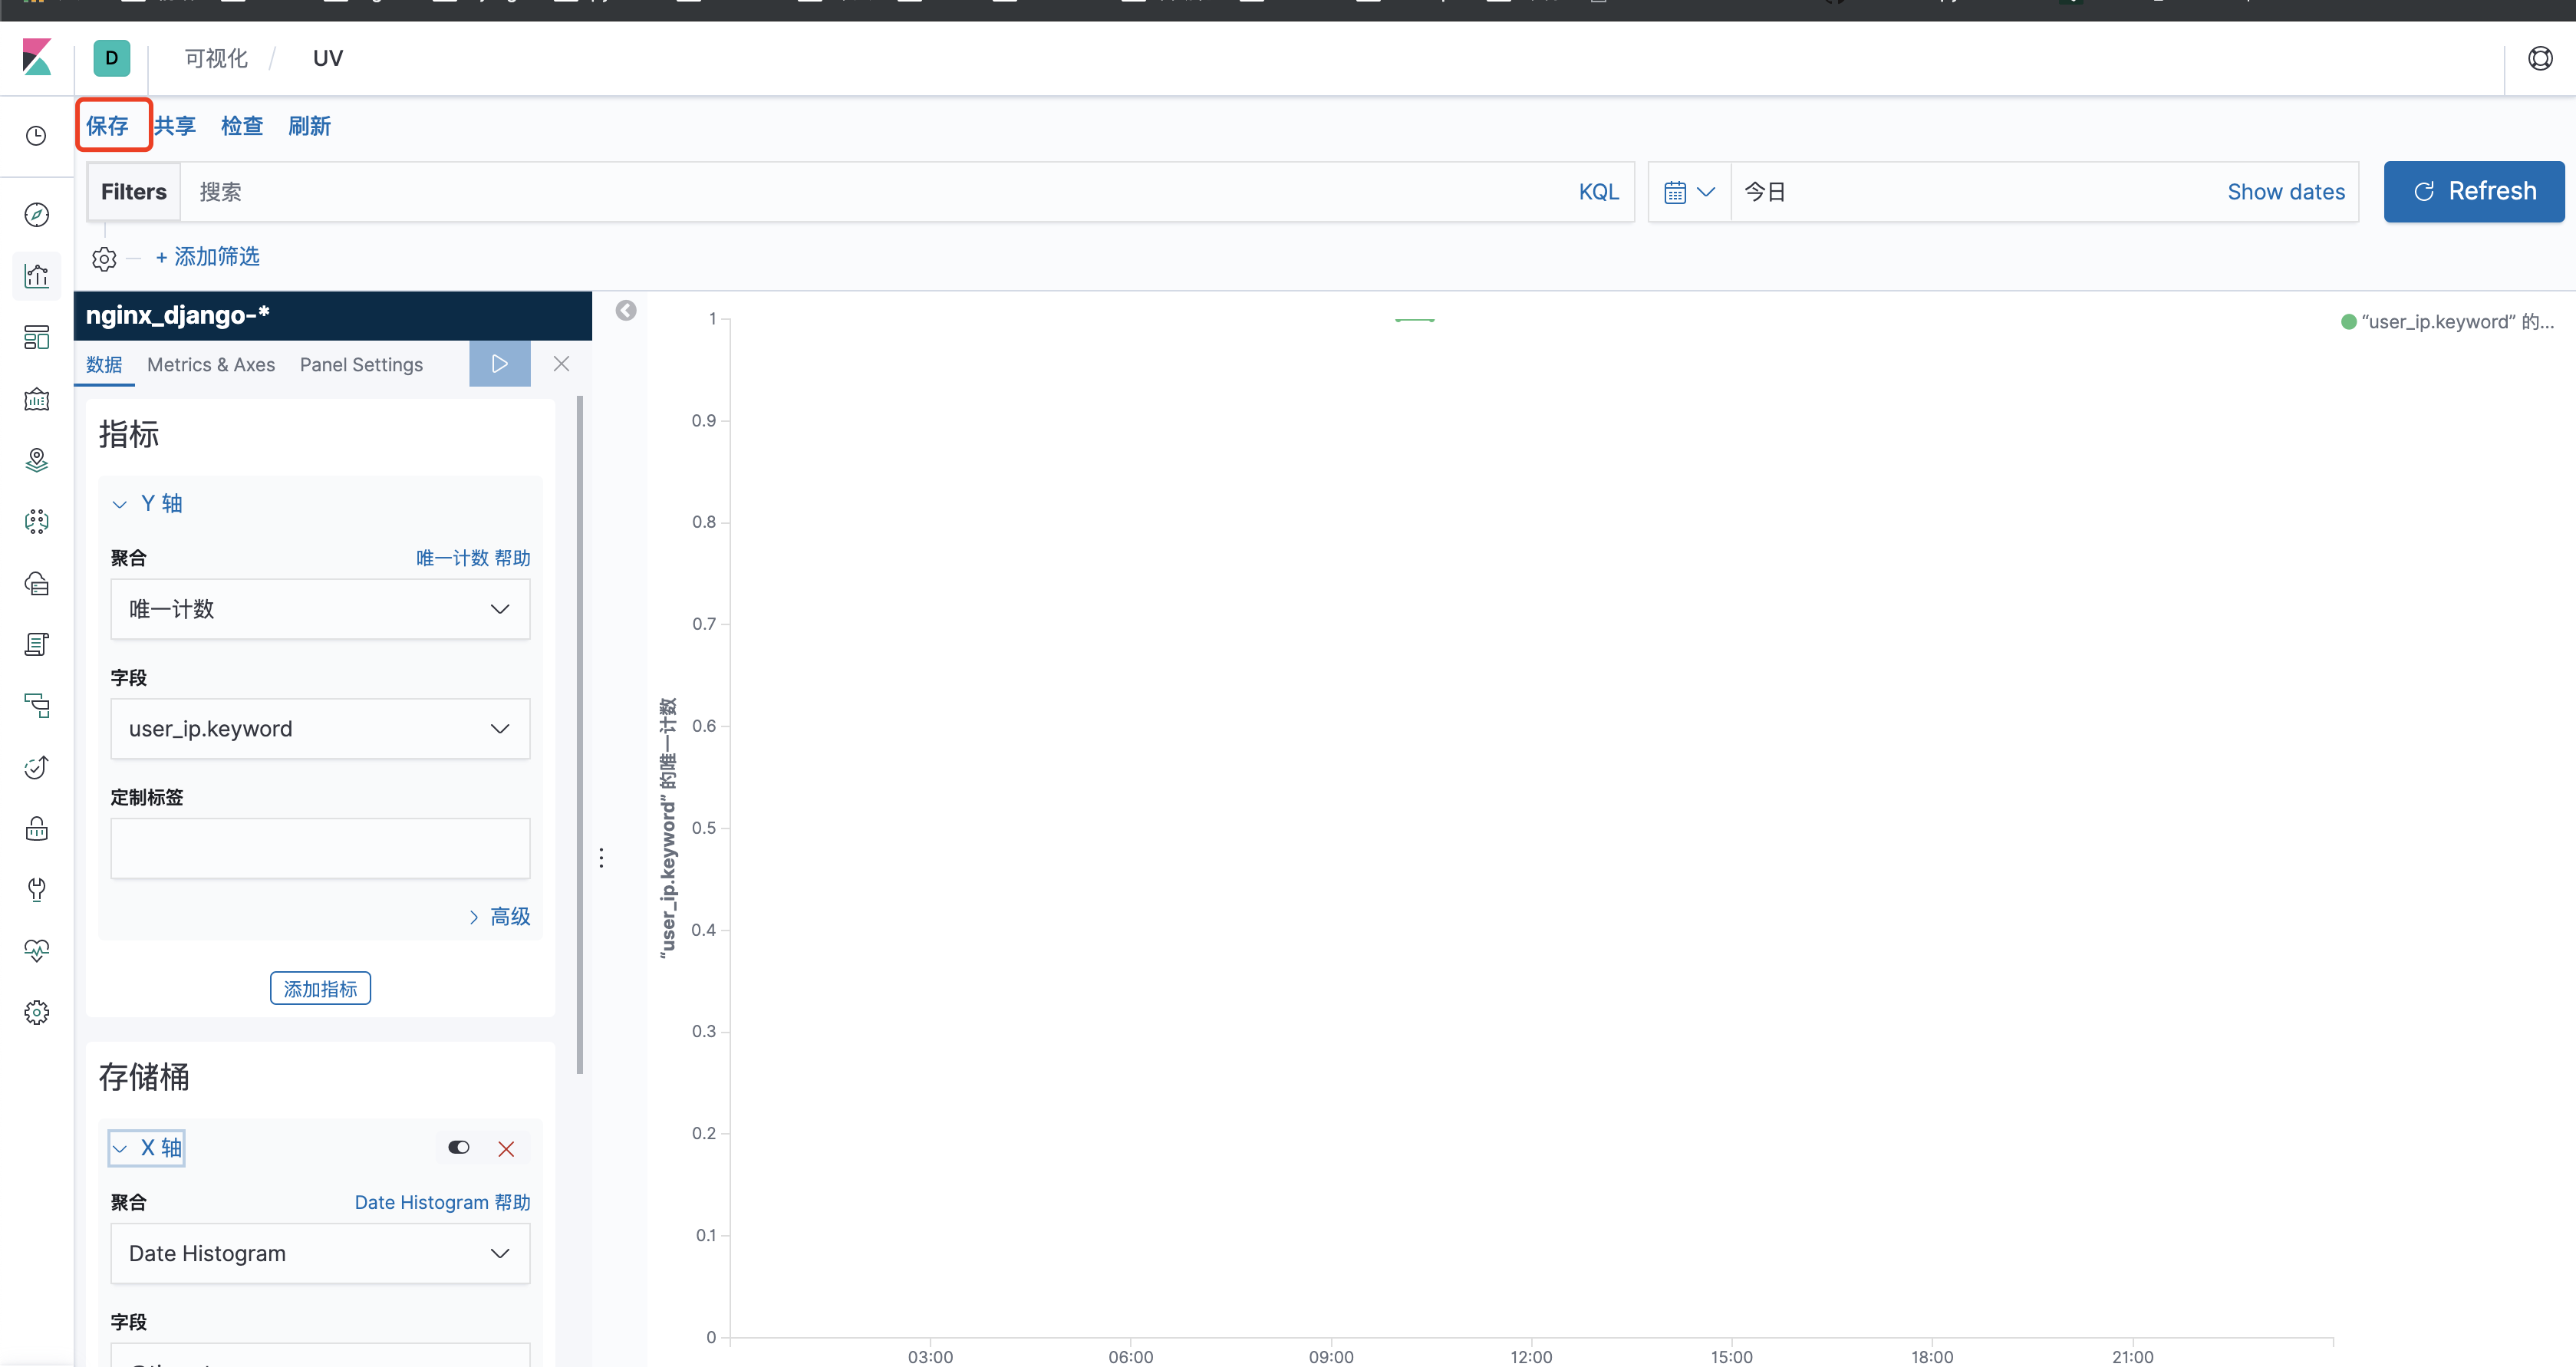 D
可视化 / UV
保存 共享 检查 刷新
Filters 搜索 KQL 今日 Show dates Refresh
+ 添加筛选
nginx_django-*
数据 Metrics & Axes Panel Settings
指标
Y 轴
聚合 唯一计数 帮助
唯一计数
字段
user_ip.keyword
定制标签
高级
添加指标
存储桶
X 轴
聚合 Date Histogram 帮助
Date Histogram
字段
"user_ip.keyword" 的唯一计数
1
0.9
0.8
0.7
0.6
0.5
0.4
0.3
0.2
0.1
0
03:00 06:00 09:00 12:00 15:00 18:00 21:00
"user_ip.keyword" 的...